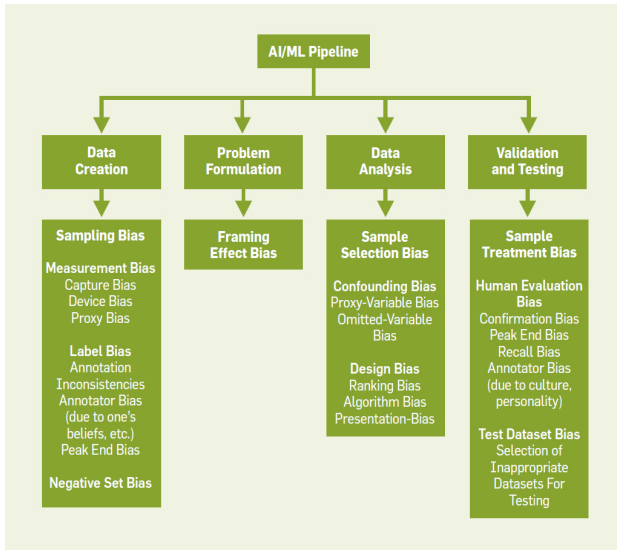 AI/ML Pipeline
Data
Creation
Problem
Formulation
Data
Analysis
Validation
and Testing
Sampling Bias
Measurement Bias
Capture Bias
Device Bias
Proxy Bias
Label Bias
Annotation
Inconsistencies
Annotator Bias
(due to one's
beliefs, etc.)
Peak End Bias
Negative Set Bias
Framing
Effect Bias
Sample
Selection Bias
Confounding Bias
Proxy-Variable Bias
Omitted-Variable
Bias
Design Bias
Ranking Bias
Algorithm Bias
Presentation-Bias
Sample
Treatment Bias
Human Evaluation
Bias
Confirmation Bias
Peak End Bias
Recall Bias
Annotator Bias
(due to culture,
personality)
Test Dataset Bias
Selection of
Inappropriate
Datasets For
Testing